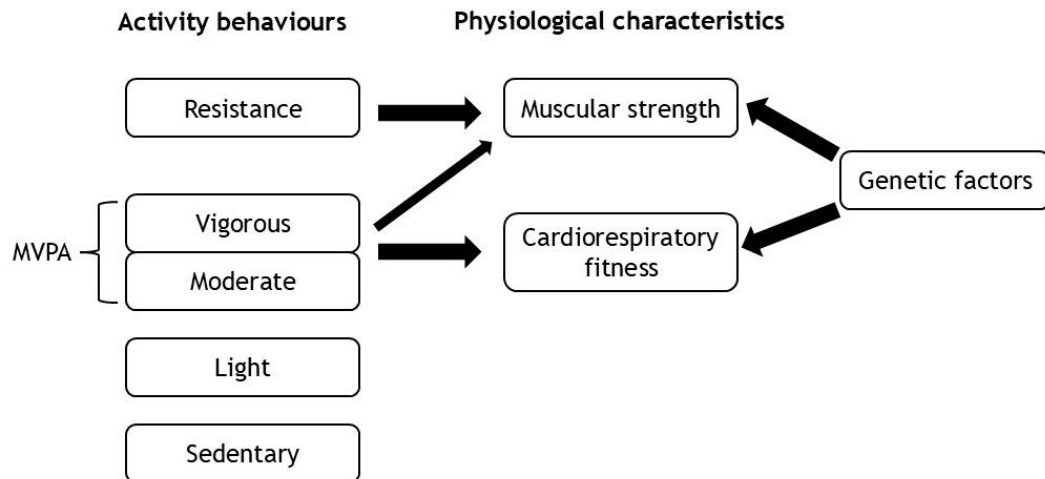 Activity behaviours
Physiological characteristics
Resistance
Muscular strength
Genetic factors
MVPA
Vigorous
Moderate
Cardiorespiratory
fitness
Light
Sedentary